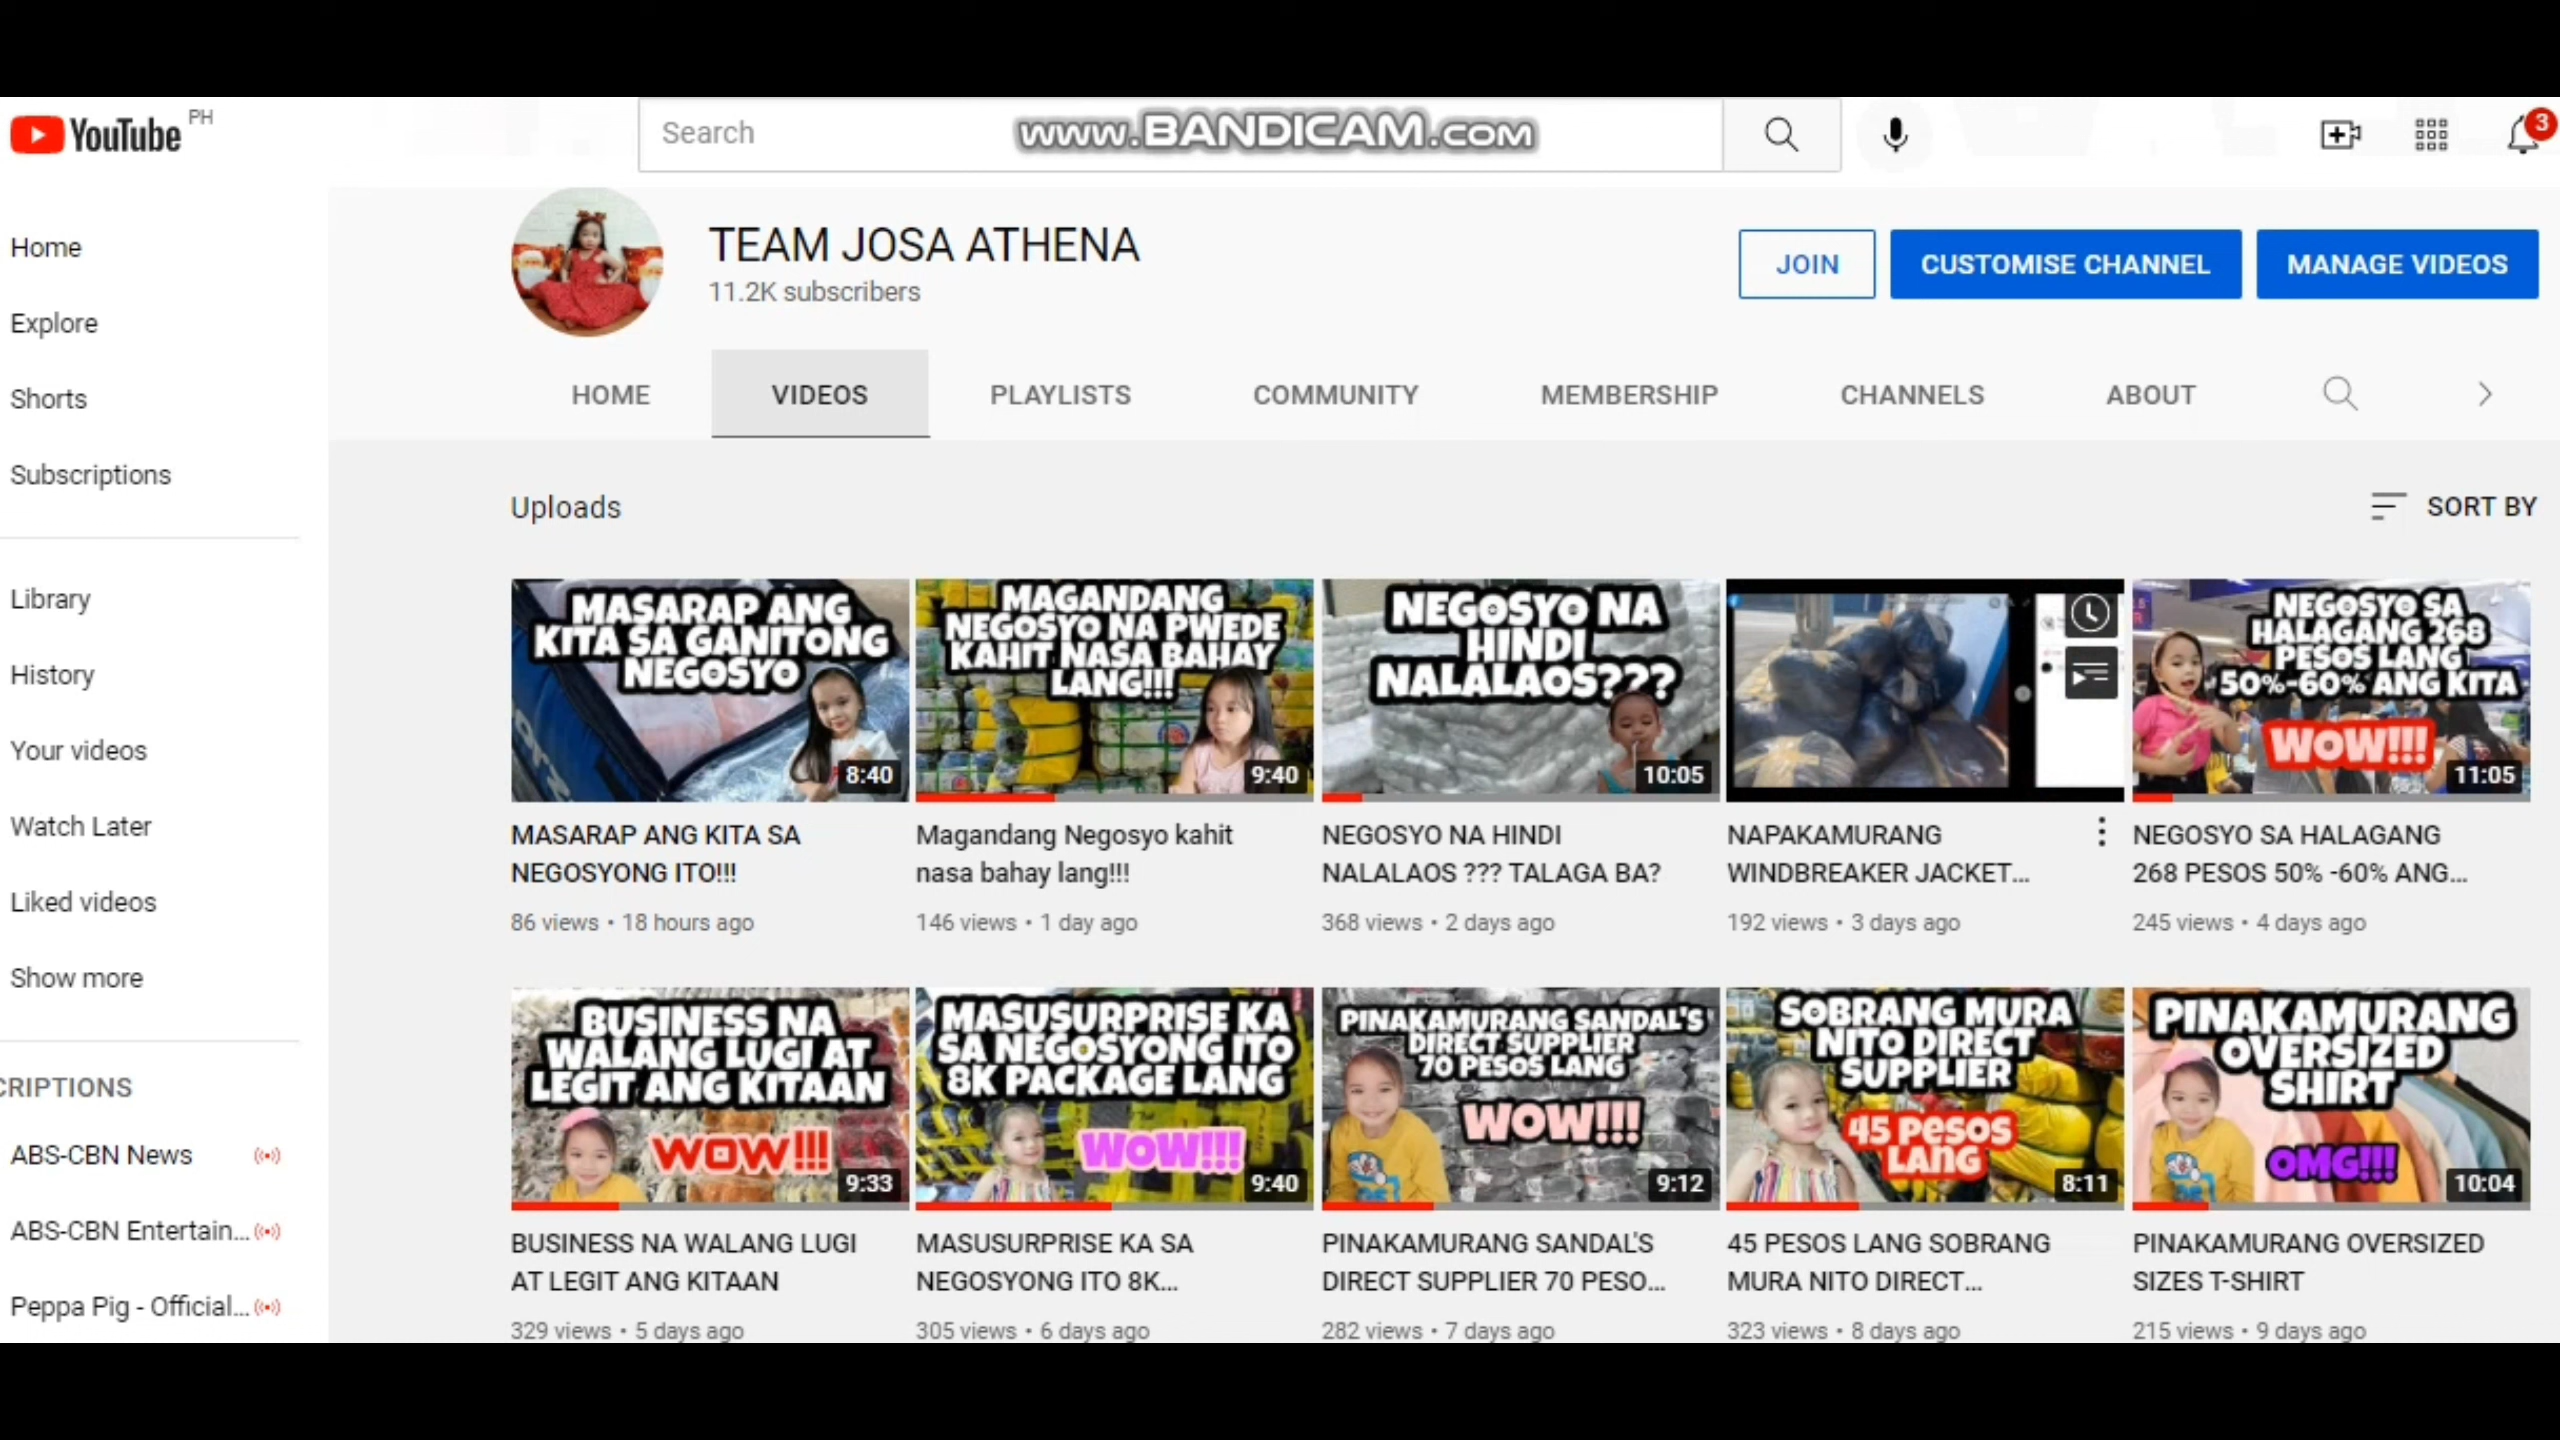 YouTube PH
Search
www.BANDICAM.com
3
Home
Explore
Shorts
Subscriptions
Library
History
Your videos
Watch Later
Liked videos
Show more
CRIPTIONS
ABS-CBN News
ABS-CBN Entertain...
Peppa Pig - Official...
TEAM JOSA ATHENA
11.2K subscribers
JOIN
CUSTOMISE CHANNEL
MANAGE VIDEOS
HOME
VIDEOS
PLAYLISTS
COMMUNITY
MEMBERSHIP
CHANNELS
ABOUT
Uploads
SORT BY
MASARAP ANG
KITA SA GANITONG
NEGOSYO
8:40
MASARAP ANG KITA SA
NEGOSYONG ITO!!!
86 views • 18 hours ago
MAGANDANG
NEGOSYO NA PWEDE
KAHIT NASA BAHAY
LANG!!!
9:40
Magandang Negosyo kahit
nasa bahay lang!!!
146 views • 1 day ago
NEGOSYO NA
HINDI
NALALAOS???
10:05
NEGOSYO NA HINDI
NALALAOS ??? TALAGA BA?
368 views • 2 days ago
NAPAKAMURANG
WINDBREAKER JACKET...
192 views • 3 days ago
NEGOSYO SA
HALAGANG 268
PESOS LANG
50%-60% ANG KITA
WOW!!!
11:05
NEGOSYO SA HALAGANG
268 PESOS 50% -60% ANG...
245 views • 4 days ago
BUSINESS NA
WALANG LUGI AT
LEGIT ANG KITAAN
WOW!!!
9:33
BUSINESS NA WALANG LUGI
AT LEGIT ANG KITAAN
329 views • 5 days ago
MASUSURPRISE KA
SA NEGOSYONG ITO
8K PACKAGE LANG
WOW!!!
9:40
MASUSURPRISE KA SA
NEGOSYONG ITO 8K...
305 views • 6 days ago
PINAKAMURANG SANDAL'S
DIRECT SUPPLIER
70 PESOS LANG
WOW!!!
9:12
PINAKAMURANG SANDAL'S
DIRECT SUPPLIER 70 PESO...
282 views • 7 days ago
SOBRANG MURA
NITO DIRECT
SUPPLIER
45 PESOS
LANG
8:11
45 PESOS LANG SOBRANG
MURA NITO DIRECT...
323 views • 8 days ago
PINAKAMURANG
OVERSIZED
SHIRT
OMG!!!
10:04
PINAKAMURANG OVERSIZED
SIZES T-SHIRT
215 views • 9 days ago